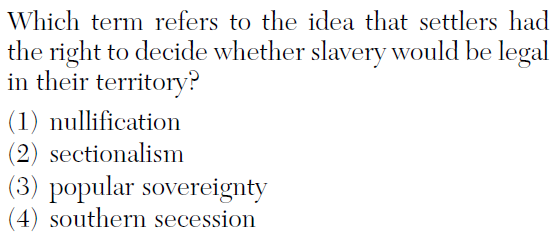 Which term refers to the idea that settlers had
the right to decide whether slavery would be legal
in their territory?
(1) nullification
(2) sectionalism
(3) popular sovereignty
(4) southern secession